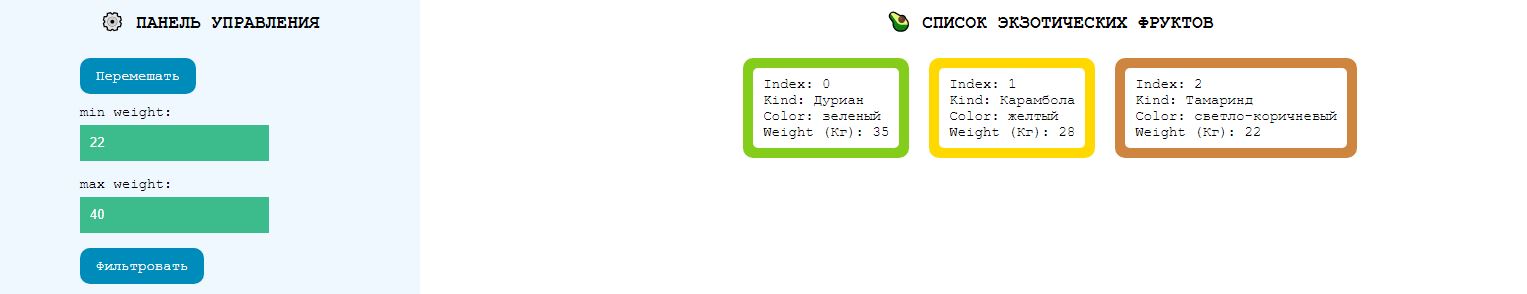 ПАНЕЛЬ УПРАВЛЕНИЯ
Перемешать
min weight:
22
max weight:
40
Фильтровать
СПИСОК ЭКЗОТИЧЕСКИХ ФРУКТОВ
Index: 0
Kind: Дуриан
Color: зеленый
Weight (Кг): 35
Index: 1
Kind: Карамбола
Color: желтый
Weight (Кг): 28
Index: 2
Kind: Тамаринд
Color: светло-коричневый
Weight (Кг): 22